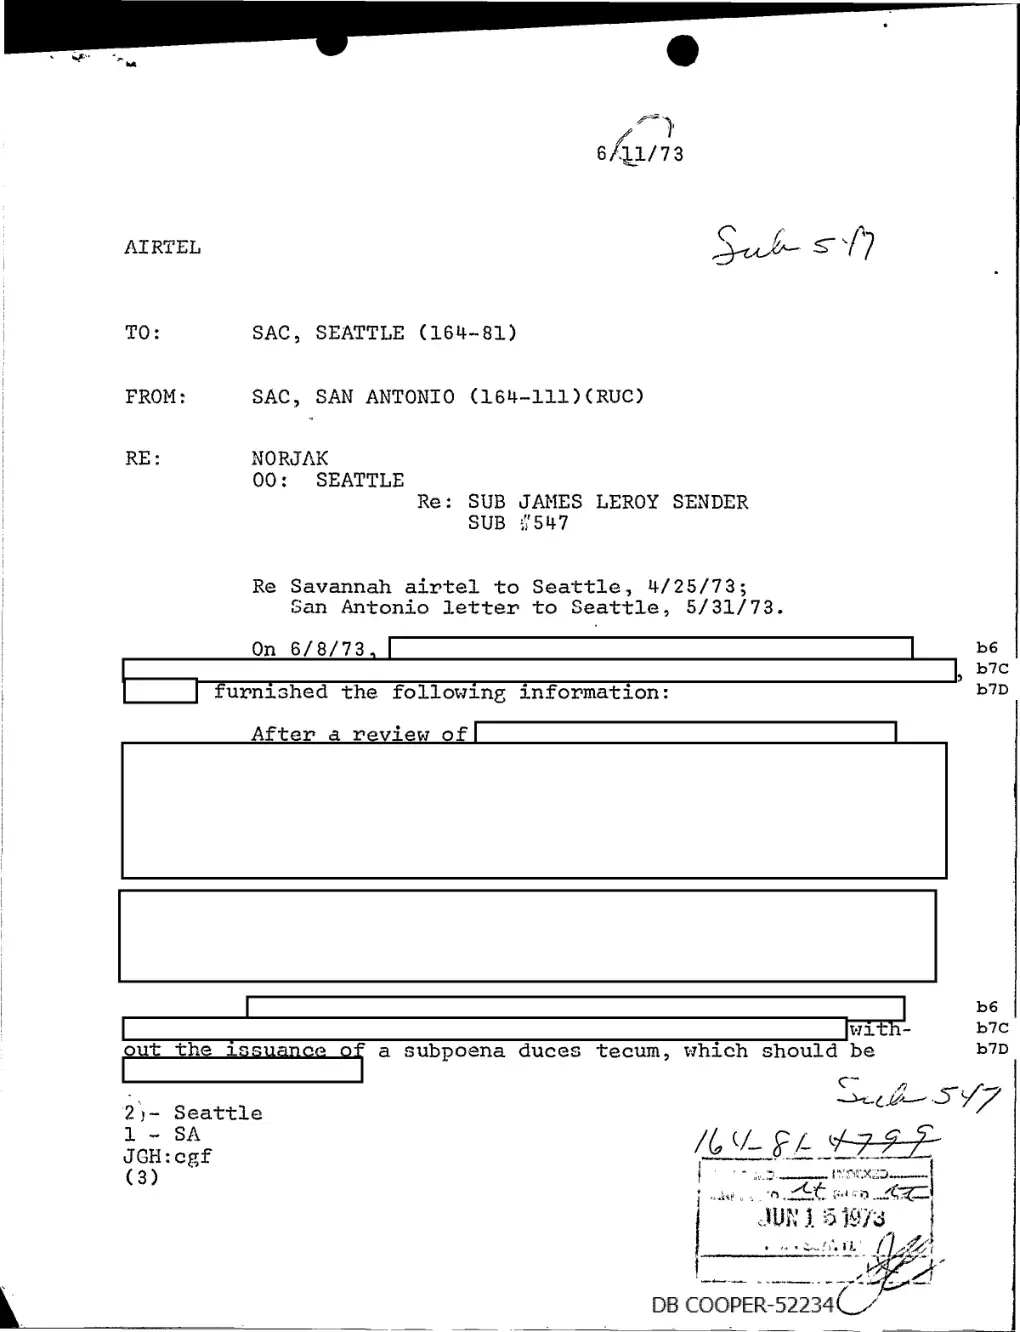 6/11/73
AIRTEL
Sub 547
TO: SAC, SEATTLE (164-81)
FROM: SAC, SAN ANTONIO (164-111)(RUC)
RE: NORJAK
OO: SEATTLE
Re: SUB JAMES LEROY SENDER
SUB #547
Re Savannah airtel to Seattle, 4/25/73;
San Antonio letter to Seattle, 5/31/73.
On 6/8/73,
b6
b7C
,
furnished the following information:
b7D
After a review of
b6
with-
b7C
out the issuance of a subpoena duces tecum, which should be
b7D
Sub 547
2)- Seattle
1 - SA
JGH:cgf
(3)
164-81-4799
INDEXED
JUN 15 1973
DB COOPER-52234